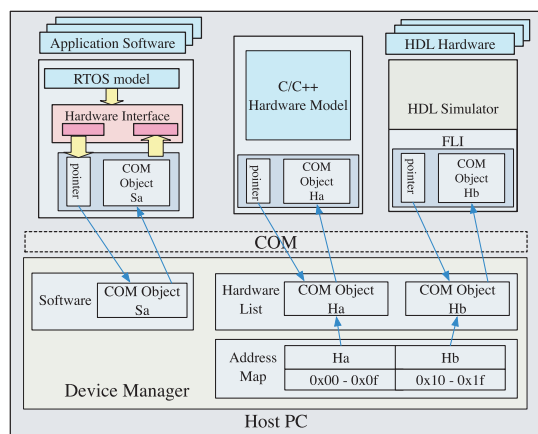 Application Software
HDL Hardware
RTOS model
C/C++
Hardware Model
HDL Simulator
Hardware Interface
FLI
pointer
COM
Object
Sa
pointer
COM
Object
Ha
pointer
COM
Object
Hb
COM
Software
COM Object
Sa
Hardware
List
COM Object
Ha
COM Object
Hb
Address
Map
Ha
Hb
0x00 - 0x0f
0x10 - 0x1f
Device Manager
Host PC